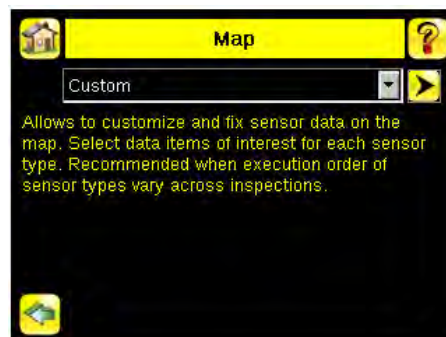 Map
?
Custom
Allows to customize and fix sensor data on the
map. Select data items of interest for each sensor
type. Recommended when execution order of
sensor types vary across inspections.